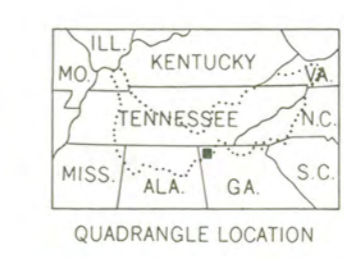 ILL.
MO. KENTUCKY VA.
TENNESSEE N.C.
MISS. ALA. GA. S.C.
QUADRANGLE LOCATION